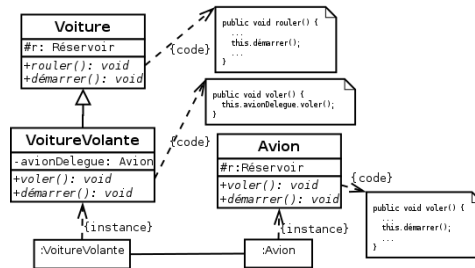 Voiture
#r: Réservoir
+rouler(): void
+démarrer(): void
{code}
public void rouler() {
...
this.démarrer();
...
}
VoitureVolante
-avionDelegue: Avion
+voler(): void
+démarrer(): void
{code}
public void voler() {
this.avionDelegue.voler();
}
Avion
#r:Réservoir
+voler(): void
+démarrer(): void
{code}
public void voler() {
...
this.démarrer();
...
}
{instance}
{instance}
:VoitureVolante
:Avion